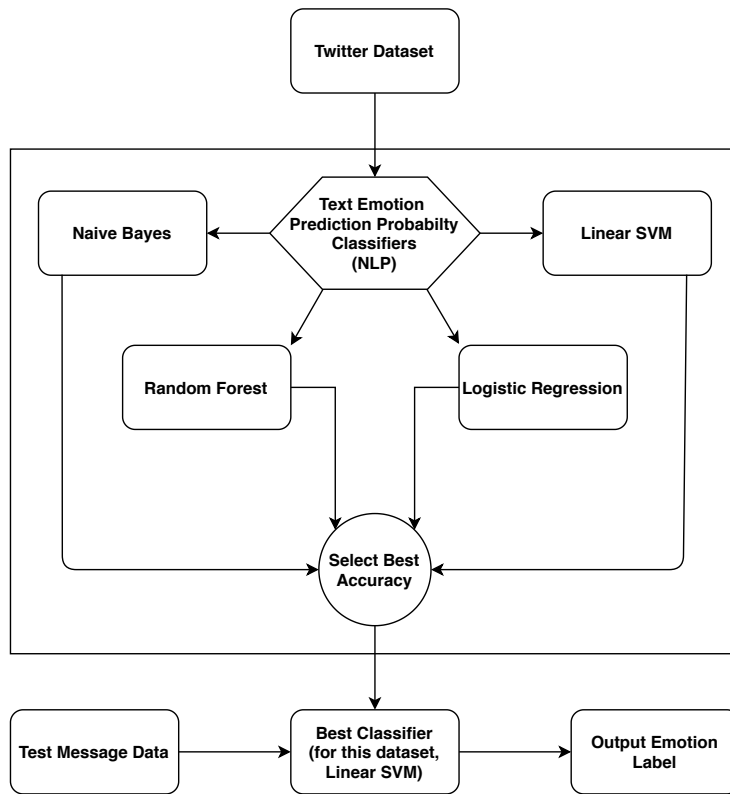 Twitter Dataset
Text Emotion
Prediction Probabilty
Classifiers
(NLP)
Naive Bayes
Linear SVM
Random Forest
Logistic Regression
Select Best
Accuracy
Test Message Data
Best Classifier
(for this dataset,
Linear SVM)
Output Emotion
Label